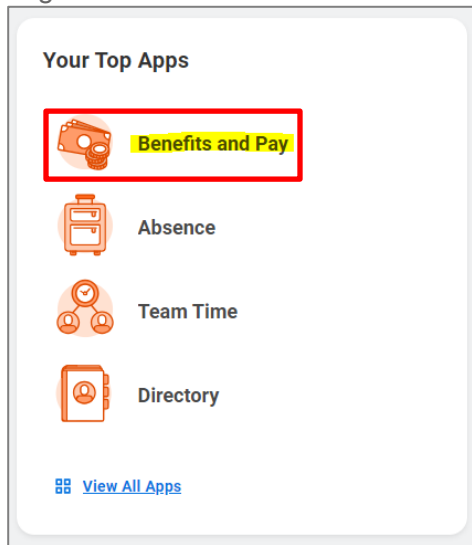 Your Top Apps
Benefits and Pay
Absence
Team Time
Directory
View All Apps